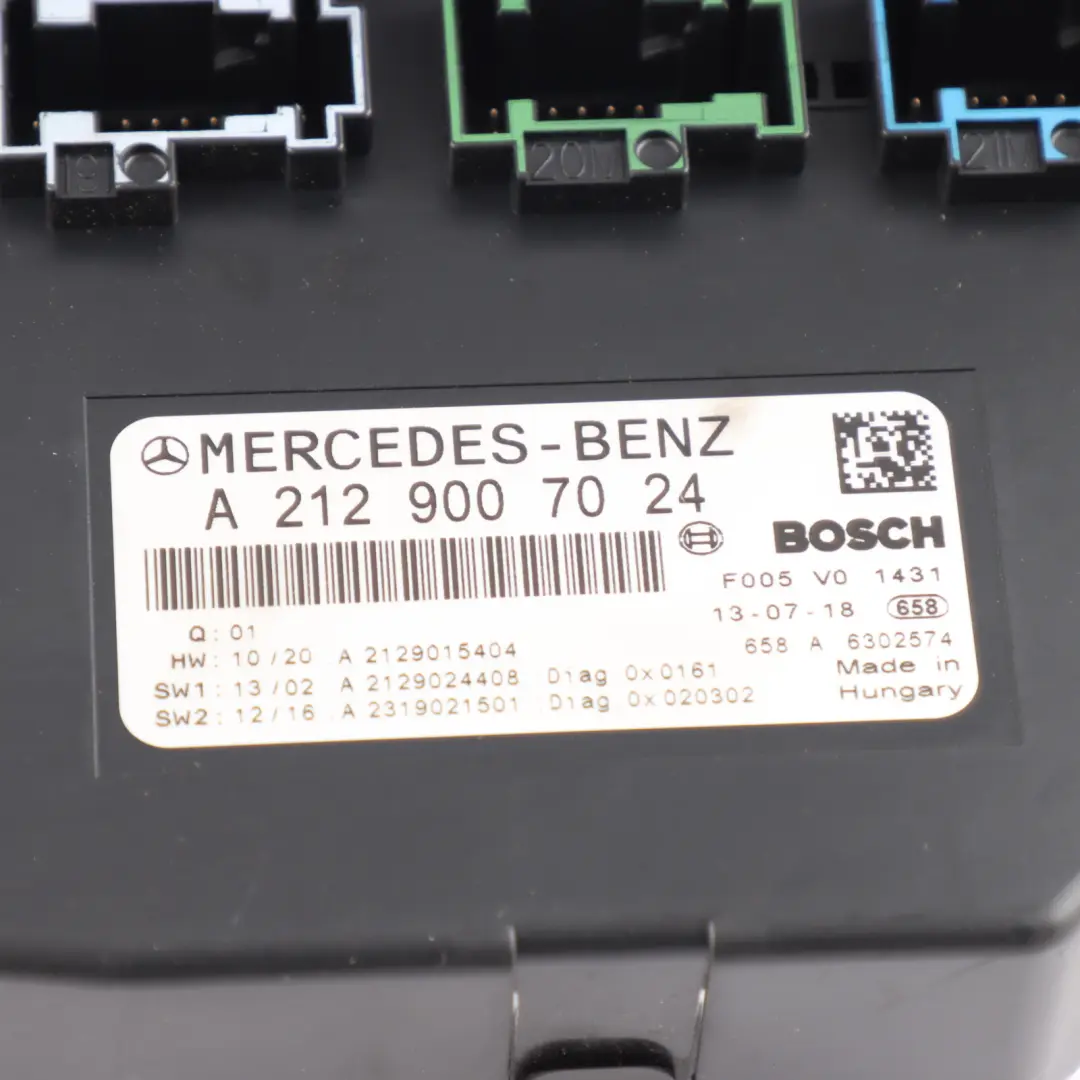 19
20M
21M
MERCEDES-BENZ
A 212 900 70 24
BOSCH
F005 V0 1431
13-07-18 658
Q: 01
658 A 6302574
HW: 10/20 A 2129015404
Made in
SW1: 13/02 A 2129024408 Diag 0x0161
Hungary
SW2: 12/16 A 2319021501 Diag 0x020302